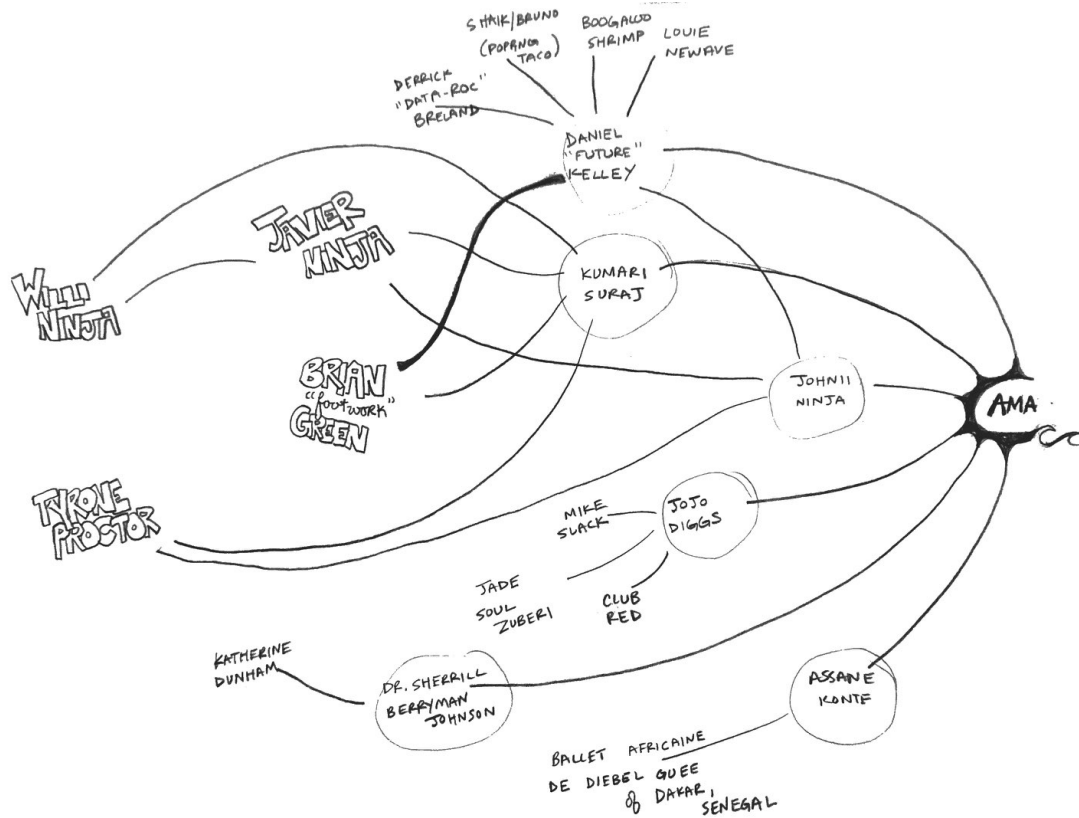 SHAIK/BRUNO
(POPPNG
TACO)
BOOGALOO
SHRIMP
LOUIE
NEWAVE
DERRICK
"DATA-ROC"
BRELAND
DANIEL
"FUTURE"
KELLEY
JAVIER
NINJA
WILLI
NINJA
KUMARI
SURAJ
BRIAN
"footwork"
GREEN
JOHNII
NINJA
AMA
TYRONE
PROCTOR
MIKE
SLACK
JOJO
DIGGS
JADE
SOUL
ZUBERI
CLUB
RED
KATHERINE
DUNHAM
DR. SHERRILL
BERRYMAN
JOHNSON
ASSANE
KONTE
BALLET AFRICAINE
DE DIEBEL GUEE
of DAKAR,
SENEGAL